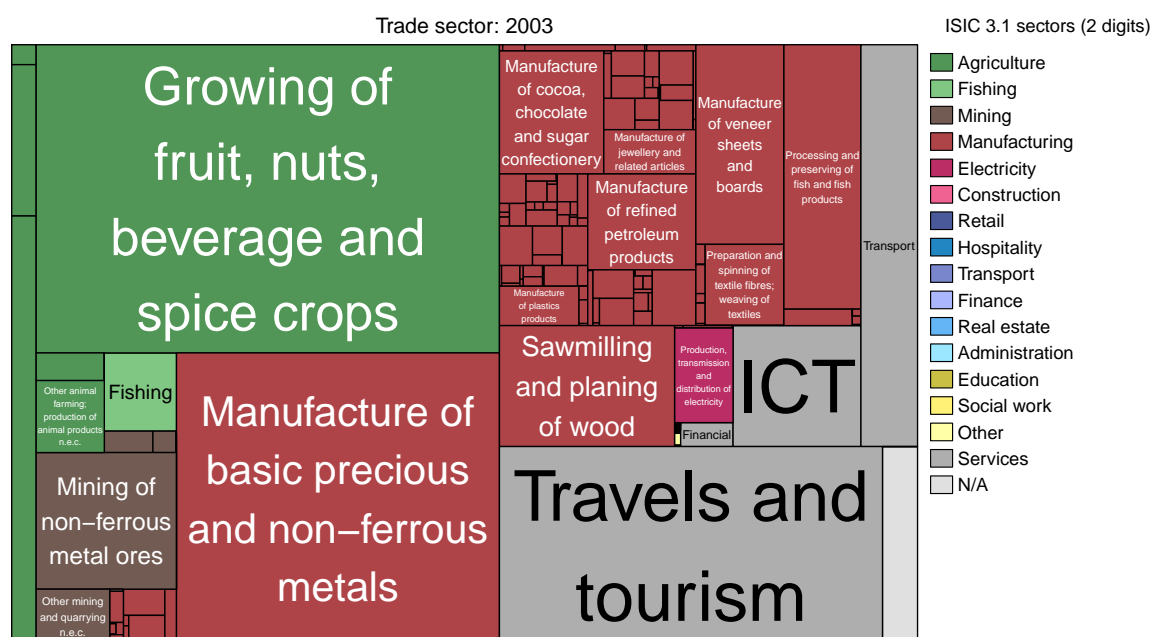 Trade sector: 2003
Growing of
fruit, nuts,
beverage and
spice crops
Other animal
farming;
production of
animal products
n.e.c.
Fishing
Mining of
non−ferrous
metal ores
Other mining
and quarrying
n.e.c.
Manufacture of
basic precious
and non−ferrous
metals
Manufacture
of cocoa,
chocolate
and sugar
confectionery
Manufacture of
jewellery and
related articles
Manufacture
of refined
petroleum
products
Manufacture
of plastics
products
Manufacture
of veneer
sheets
and
boards
Preparation and
spinning of
textile fibres;
weaving of
textiles
Processing and
preserving of
fish and fish
products
Sawmilling
and planing
of wood
Production,
transmission
and
distribution of
electricity
Financial
ICT
Transport
Travels and
tourism
ISIC 3.1 sectors (2 digits)
Agriculture
Fishing
Mining
Manufacturing
Electricity
Construction
Retail
Hospitality
Transport
Finance
Real estate
Administration
Education
Social work
Other
Services
N/A